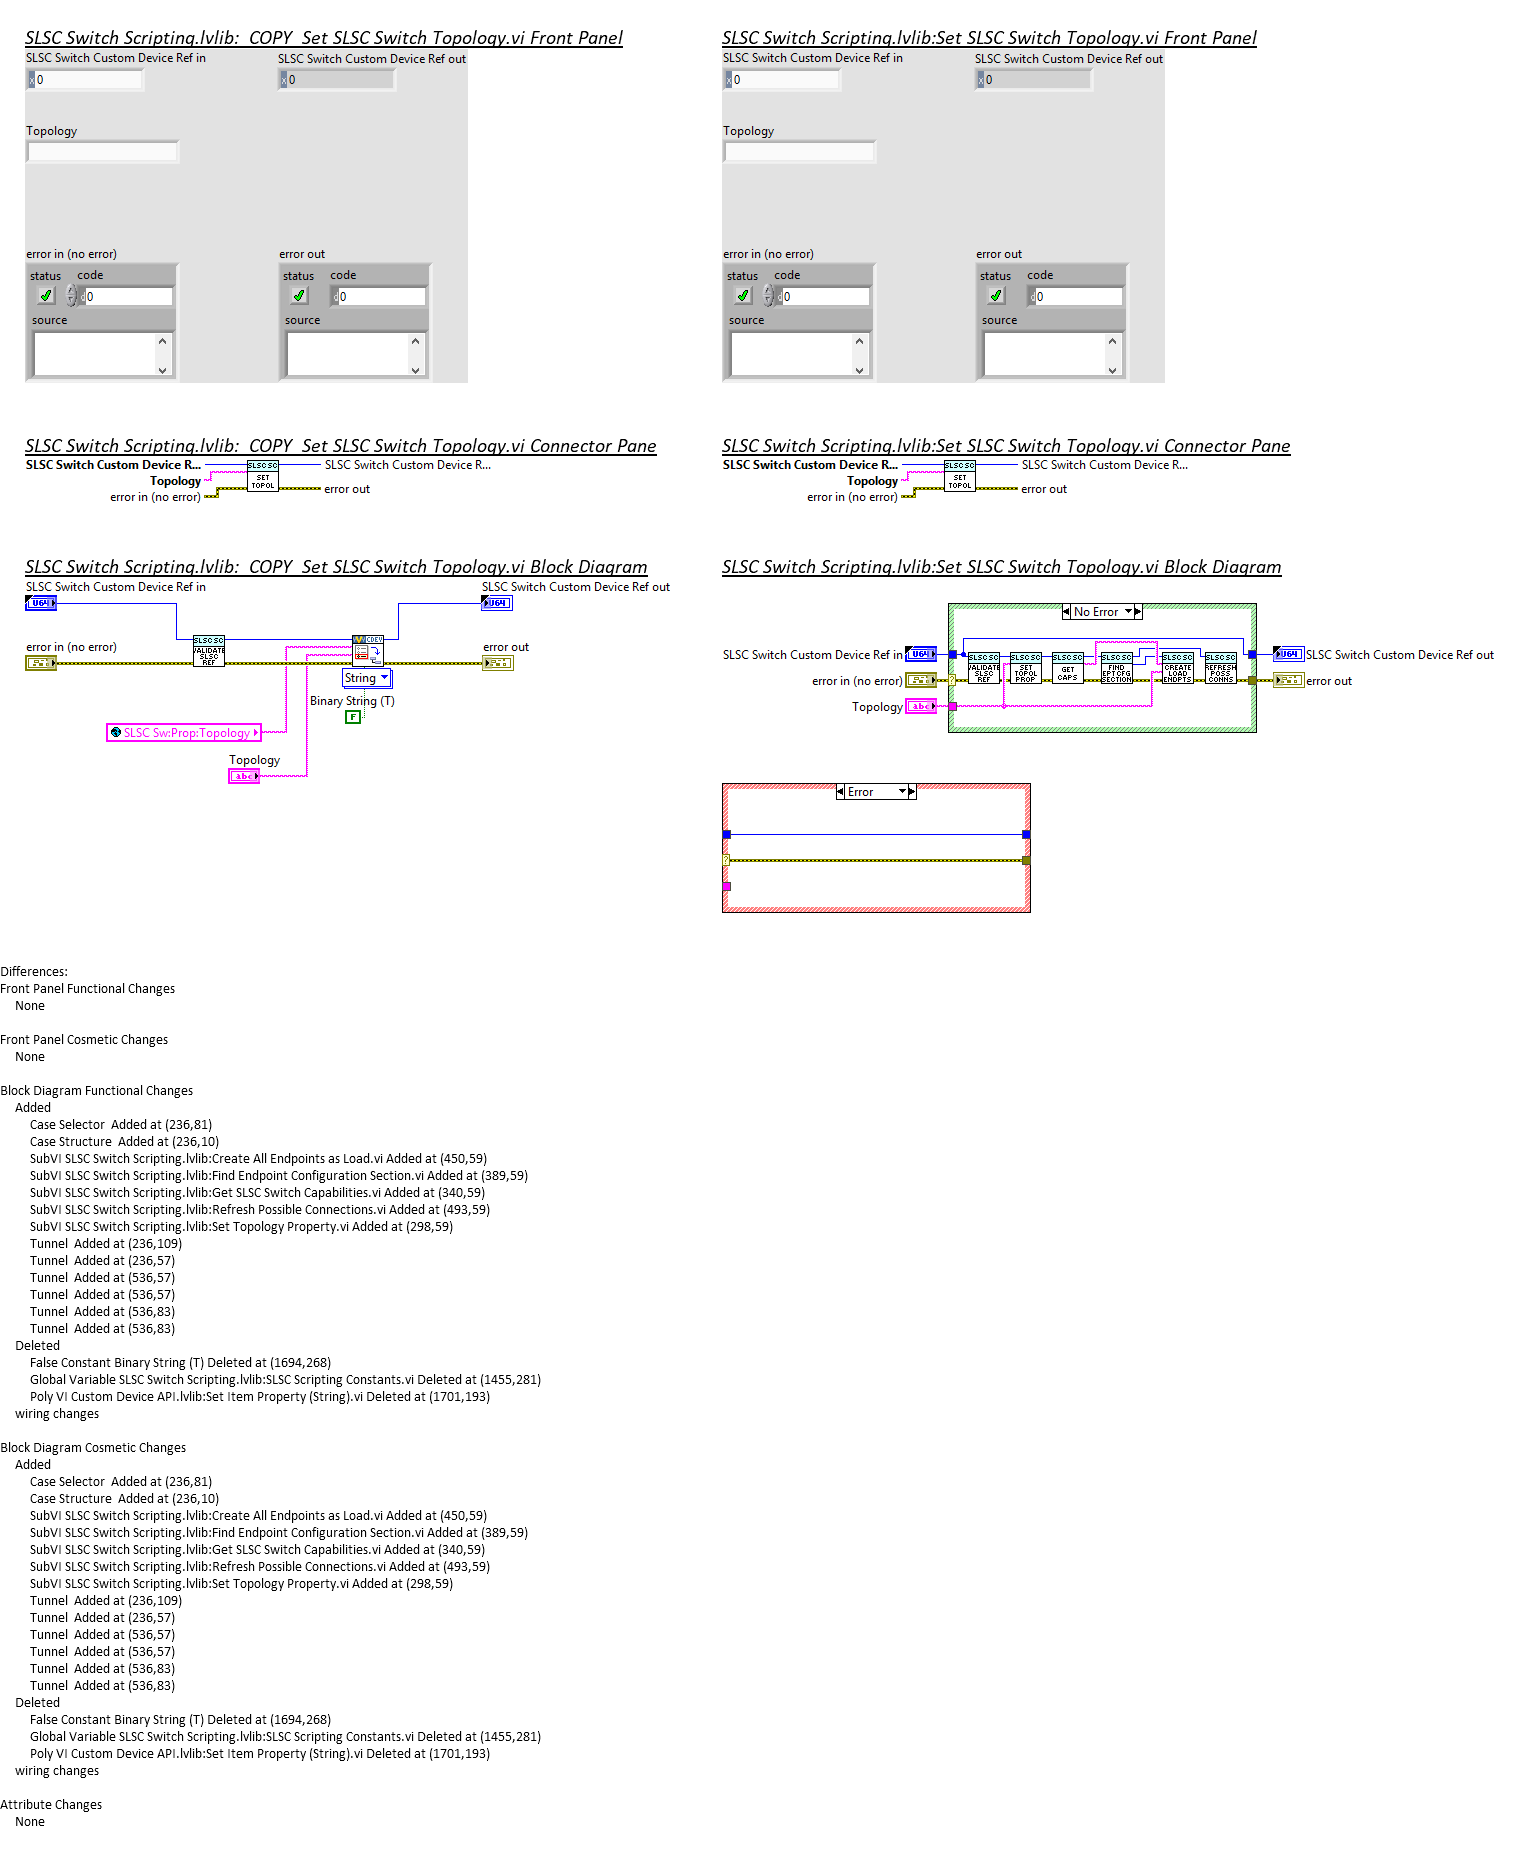 SLSC Switch Scripting.lvlib:  COPY  Set SLSC Switch Topology.vi Front Panel
SLSC Switch Custom Device Ref in
SLSC Switch Custom Device Ref out
x 0
x 0
Topology
error in (no error)
error out
status
code
status
code
d 0
d 0
source
source
SLSC Switch Scripting.lvlib:Set SLSC Switch Topology.vi Front Panel
SLSC Switch Custom Device Ref in
SLSC Switch Custom Device Ref out
x 0
x 0
Topology
error in (no error)
error out
status
code
status
code
d 0
d 0
source
source
SLSC Switch Scripting.lvlib:  COPY  Set SLSC Switch Topology.vi Connector Pane
SLSC Switch Custom Device R...
SLSC SC
SLSC Switch Custom Device R...
Topology
SET
TOPOL
error in (no error)
error out
SLSC Switch Scripting.lvlib:Set SLSC Switch Topology.vi Connector Pane
SLSC Switch Custom Device R...
SLSC SC
SLSC Switch Custom Device R...
Topology
SET
TOPOL
error in (no error)
error out
SLSC Switch Scripting.lvlib:  COPY  Set SLSC Switch Topology.vi Block Diagram
SLSC Switch Custom Device Ref in
SLSC Switch Custom Device Ref out
U64
U64
error in (no error)
SLSC SC
VALIDATE
SLSC
REF
CDEV
error out
String
Binary String (T)
F
SLSC Sw:Prop:Topology
Topology
abc
SLSC Switch Scripting.lvlib:Set SLSC Switch Topology.vi Block Diagram
No Error
SLSC Switch Custom Device Ref in
U64
U64
SLSC Switch Custom Device Ref out
SLSC SC
VALIDATE
SLSC
REF
SLSC SC
SET
TOPOL
PROP
SLSC SC
GET
CAPS
SLSC SC
FIND
EPT CFG
SECTION
SLSC SC
CREATE
LOAD
ENDPTS
SLSC SC
REFRESH
POSS
CONNS
error in (no error)
?
error out
Topology
abc
Error
?
Differences:
Front Panel Functional Changes
None
Front Panel Cosmetic Changes
None
Block Diagram Functional Changes
Added
Case Selector  Added at (236,81)
Case Structure  Added at (236,10)
SubVI SLSC Switch Scripting.lvlib:Create All Endpoints as Load.vi Added at (450,59)
SubVI SLSC Switch Scripting.lvlib:Find Endpoint Configuration Section.vi Added at (389,59)
SubVI SLSC Switch Scripting.lvlib:Get SLSC Switch Capabilities.vi Added at (340,59)
SubVI SLSC Switch Scripting.lvlib:Refresh Possible Connections.vi Added at (493,59)
SubVI SLSC Switch Scripting.lvlib:Set Topology Property.vi Added at (298,59)
Tunnel  Added at (236,109)
Tunnel  Added at (236,57)
Tunnel  Added at (536,57)
Tunnel  Added at (536,57)
Tunnel  Added at (536,83)
Tunnel  Added at (536,83)
Deleted
False Constant Binary String (T) Deleted at (1694,268)
Global Variable SLSC Switch Scripting.lvlib:SLSC Scripting Constants.vi Deleted at (1455,281)
Poly VI Custom Device API.lvlib:Set Item Property (String).vi Deleted at (1701,193)
wiring changes
Block Diagram Cosmetic Changes
Added
Case Selector  Added at (236,81)
Case Structure  Added at (236,10)
SubVI SLSC Switch Scripting.lvlib:Create All Endpoints as Load.vi Added at (450,59)
SubVI SLSC Switch Scripting.lvlib:Find Endpoint Configuration Section.vi Added at (389,59)
SubVI SLSC Switch Scripting.lvlib:Get SLSC Switch Capabilities.vi Added at (340,59)
SubVI SLSC Switch Scripting.lvlib:Refresh Possible Connections.vi Added at (493,59)
SubVI SLSC Switch Scripting.lvlib:Set Topology Property.vi Added at (298,59)
Tunnel  Added at (236,109)
Tunnel  Added at (236,57)
Tunnel  Added at (536,57)
Tunnel  Added at (536,57)
Tunnel  Added at (536,83)
Tunnel  Added at (536,83)
Deleted
False Constant Binary String (T) Deleted at (1694,268)
Global Variable SLSC Switch Scripting.lvlib:SLSC Scripting Constants.vi Deleted at (1455,281)
Poly VI Custom Device API.lvlib:Set Item Property (String).vi Deleted at (1701,193)
wiring changes
Attribute Changes
None